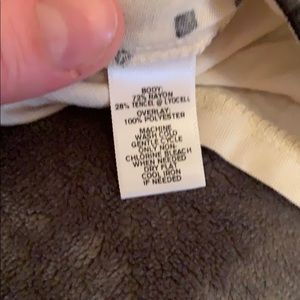 BODY:
72% RAYON
28% TENCEL ® LYOCELL
OVERLAY:
100% POLYESTER
MACHINE
WASH COLD
GENTLE CYCLE
ONLY NON-
CHLORINE BLEACH
WHEN NEEDED
DRY FLAT
COOL IRON
IF NEEDED